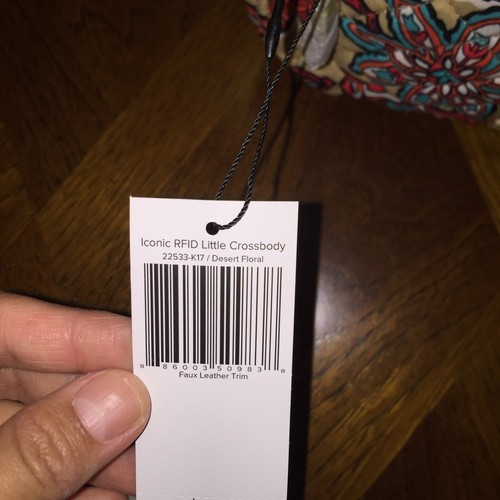 Iconic RFID Little Crossbody
22533-K17 / Desert Floral
8 86003 50983 8
Faux Leather Trim